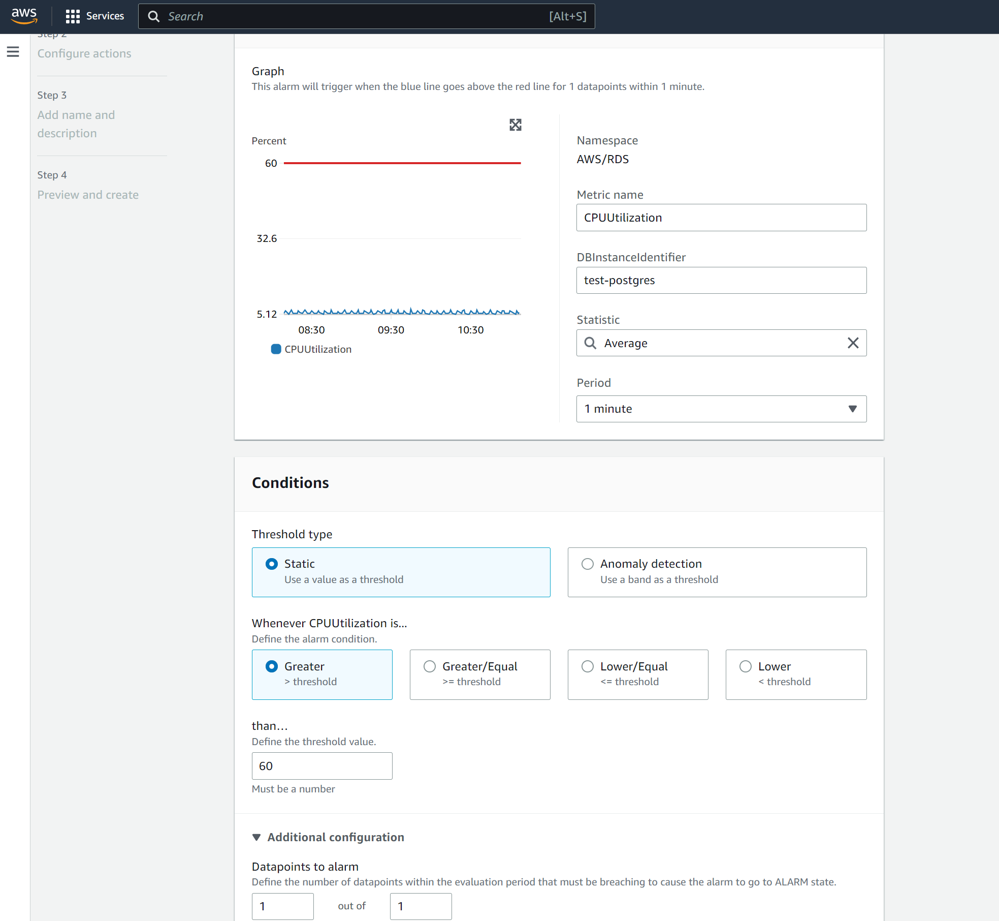 aws
Services
Search
[Alt+S]
Step 2
Configure actions
Step 3
Add name and
description
Step 4
Preview and create
Graph
This alarm will trigger when the blue line goes above the red line for 1 datapoints within 1 minute.
Percent
60
32.6
5.12
08:30
09:30
10:30
CPUUtilization
Namespace
AWS/RDS
Metric name
CPUUtilization
DBInstanceIdentifier
test-postgres
Statistic
Average
Period
1 minute
Conditions
Threshold type
Static
Use a value as a threshold
Anomaly detection
Use a band as a threshold
Whenever CPUUtilization is...
Define the alarm condition.
Greater
> threshold
Greater/Equal
>= threshold
Lower/Equal
<= threshold
Lower
< threshold
than…
Define the threshold value.
60
Must be a number
Additional configuration
Datapoints to alarm
Define the number of datapoints within the evaluation period that must be breaching to cause the alarm to go to ALARM state.
1 out of 1